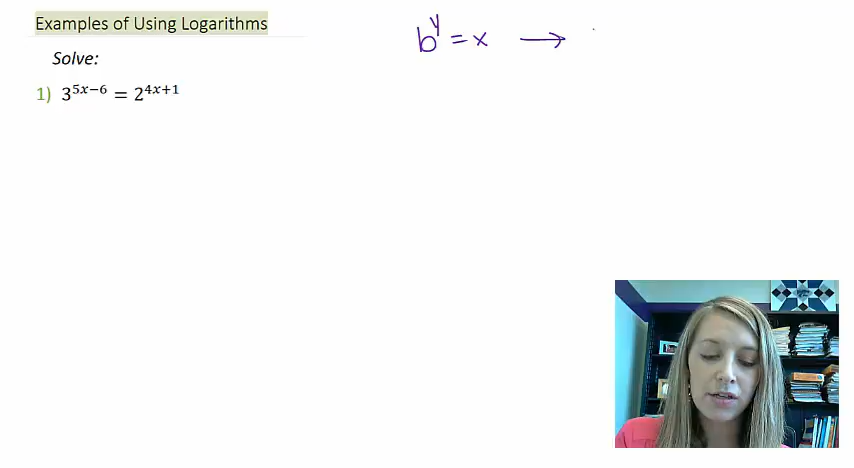 Examples of Using Logarithms
b^y = x →
Solve:
1) 3^{5x−6} = 2^{4x+1}